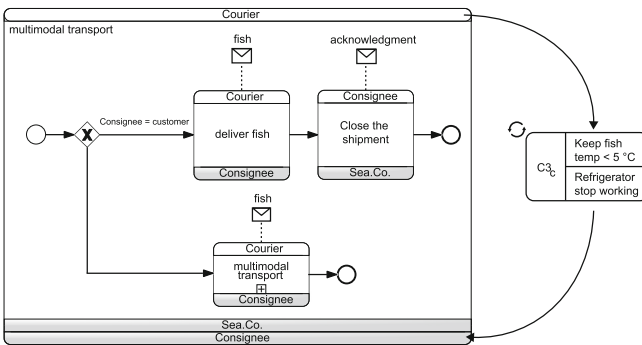 Courier
multimodal transport
fish
acknowledgment
Courier
Consignee
Consignee = customer
deliver fish
Close the
shipment
Consignee
Sea.Co.
C3c
Keep fish
temp < 5 °C
Refrigerator
stop working
fish
Courier
multimodal
transport
Consignee
Sea.Co.
Consignee